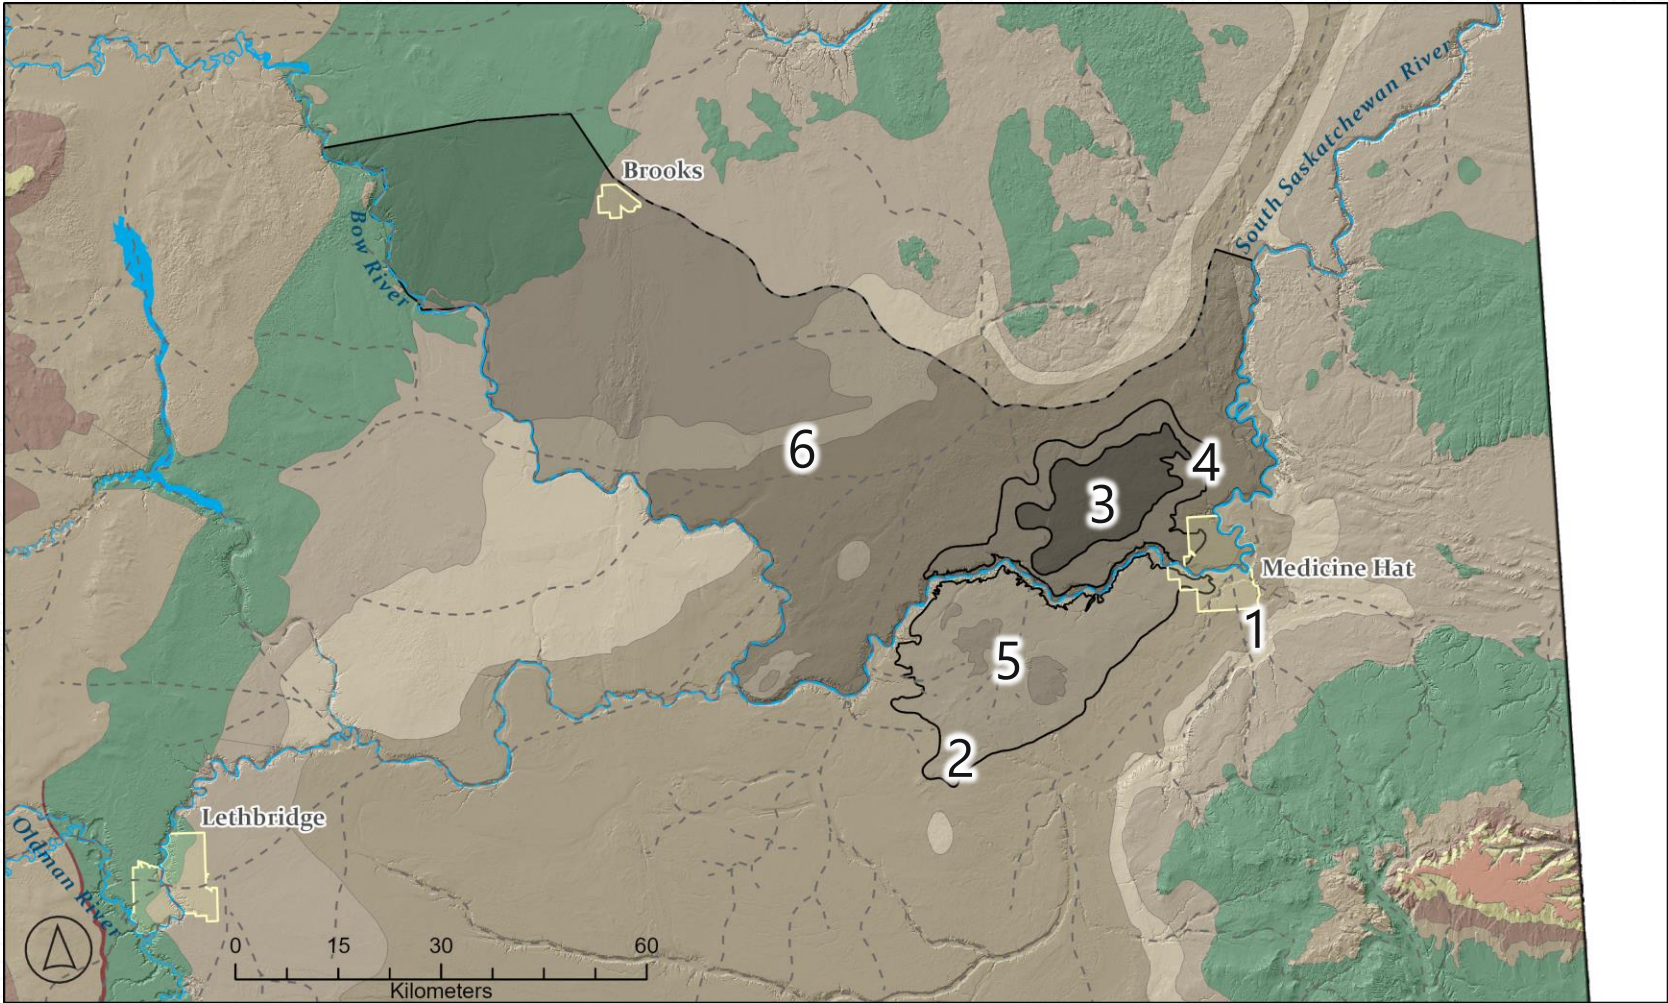 Brooks
South Saskatchewan River
Bow River
6
4
3
Medicine Hat
1
5
2
Lethbridge
Oldman River
0 15 30 60
Kilometers